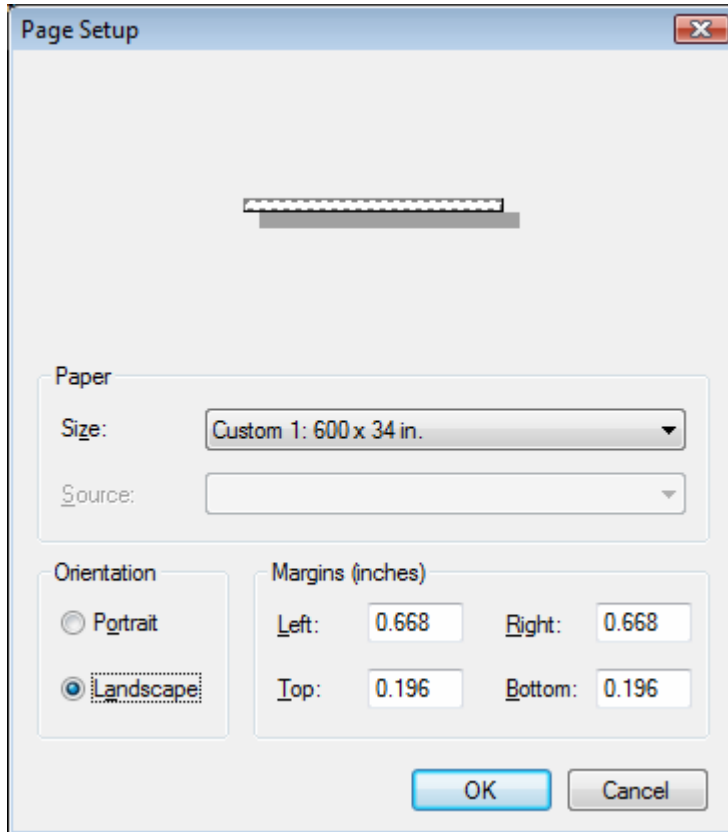 Page Setup
Paper
Size: Custom 1: 600 x 34 in.
Source:
Orientation
Portrait
Landscape
Margins (inches)
Left: 0.668 Right: 0.668
Top: 0.196 Bottom: 0.196
OK Cancel